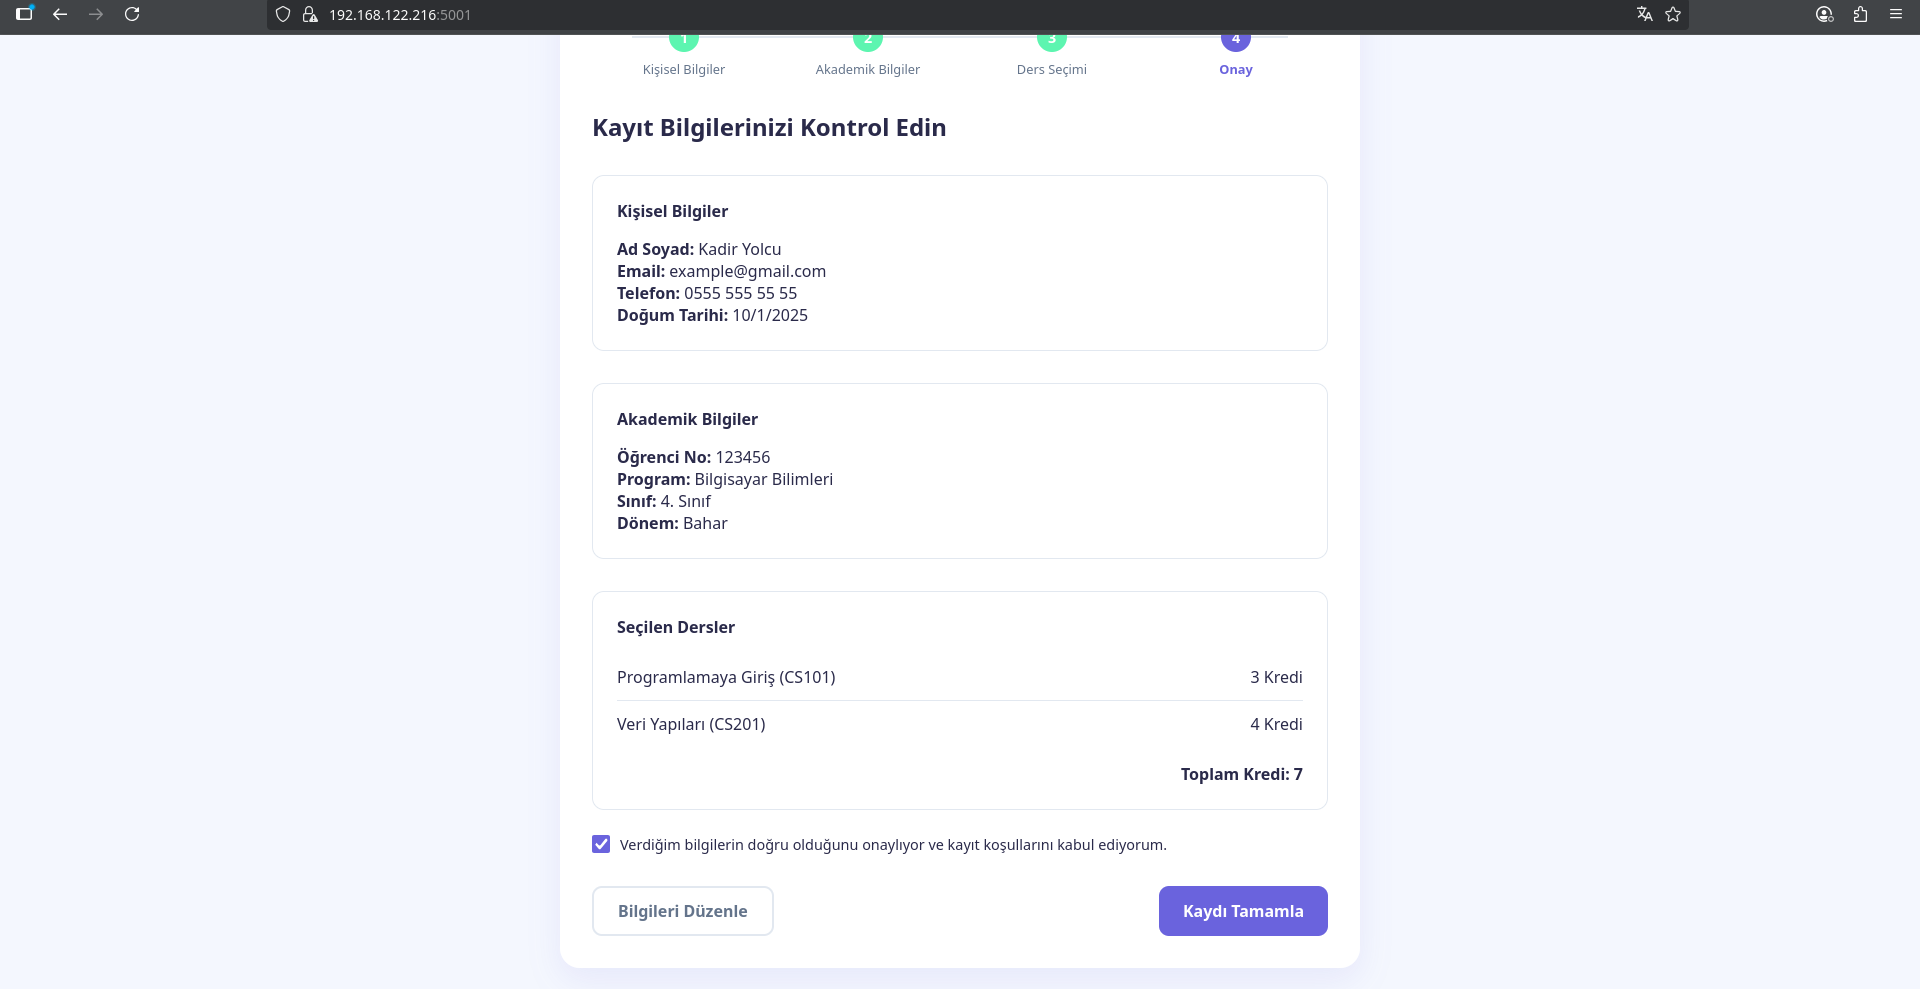 192.168.122.216:5001
1 2 3 4
Kişisel Bilgiler Akademik Bilgiler Ders Seçimi Onay
Kayıt Bilgilerinizi Kontrol Edin
Kişisel Bilgiler
Ad Soyad: Kadir Yolcu
Email: example@gmail.com
Telefon: 0555 555 55 55
Doğum Tarihi: 10/1/2025
Akademik Bilgiler
Öğrenci No: 123456
Program: Bilgisayar Bilimleri
Sınıf: 4. Sınıf
Dönem: Bahar
Seçilen Dersler
Programlamaya Giriş (CS101) 3 Kredi
Veri Yapıları (CS201) 4 Kredi
Toplam Kredi: 7
Verdiğim bilgilerin doğru olduğunu onaylıyor ve kayıt koşullarını kabul ediyorum.
Bilgileri Düzenle Kaydı Tamamla